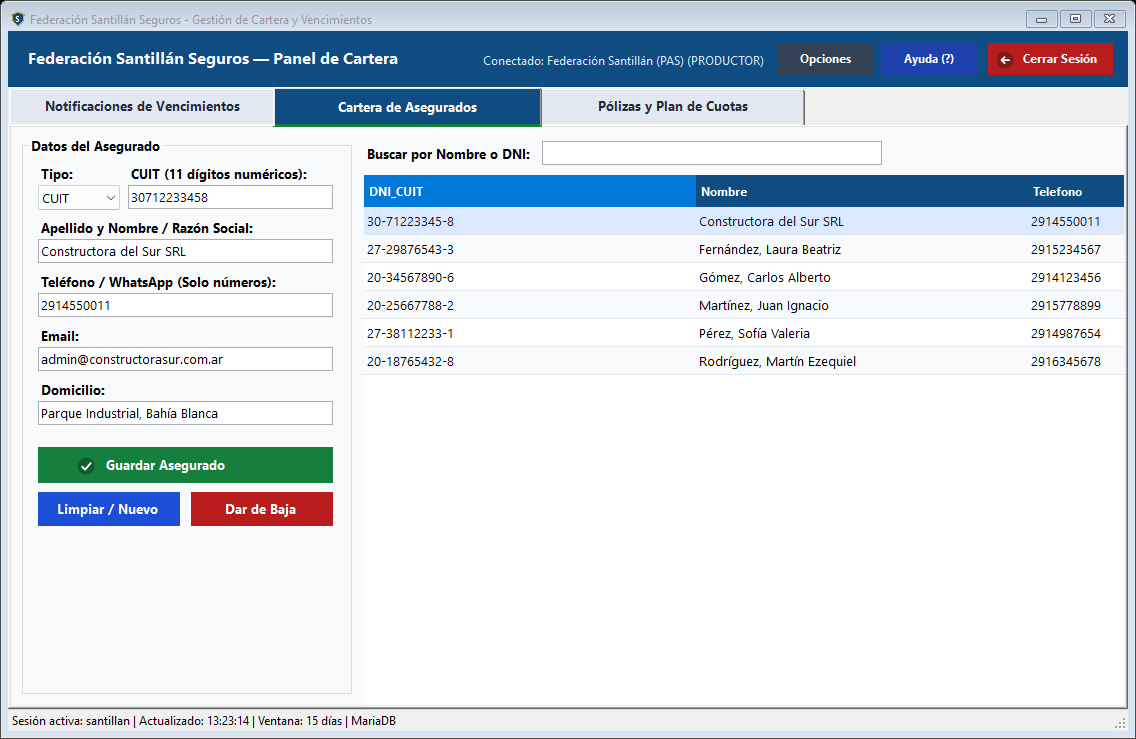 Federación Santillán Seguros - Gestión de Cartera y Vencimientos
Federación Santillán Seguros — Panel de Cartera
Conectado: Federación Santillán (PAS) (PRODUCTOR)
Opciones
Ayuda (?)
Cerrar Sesión
Notificaciones de Vencimientos
Cartera de Asegurados
Pólizas y Plan de Cuotas
Datos del Asegurado
Tipo:
CUIT (11 dígitos numéricos):
CUIT
30712233458
Apellido y Nombre / Razón Social:
Constructora del Sur SRL
Teléfono / WhatsApp (Solo números):
2914550011
Email:
admin@constructorasur.com.ar
Domicilio:
Parque Industrial, Bahía Blanca
Guardar Asegurado
Limpiar / Nuevo
Dar de Baja
Buscar por Nombre o DNI:
DNI_CUIT Nombre Telefono
30-71223345-8 Constructora del Sur SRL 2914550011
27-29876543-3 Fernández, Laura Beatriz 2915234567
20-34567890-6 Gómez, Carlos Alberto 2914123456
20-25667788-2 Martínez, Juan Ignacio 2915778899
27-38112233-1 Pérez, Sofía Valeria 2914987654
20-18765432-8 Rodríguez, Martín Ezequiel 2916345678
Sesión activa: santillan | Actualizado: 13:23:14 | Ventana: 15 días | MariaDB